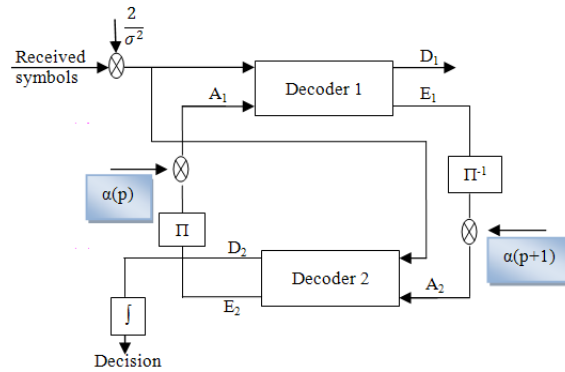 2
σ²
Received
symbols
Decoder 1
D₁
E₁
A₁
α(p)
Π⁻¹
Π
D₂
Decoder 2
A₂
α(p+1)
E₂
∫
Decision